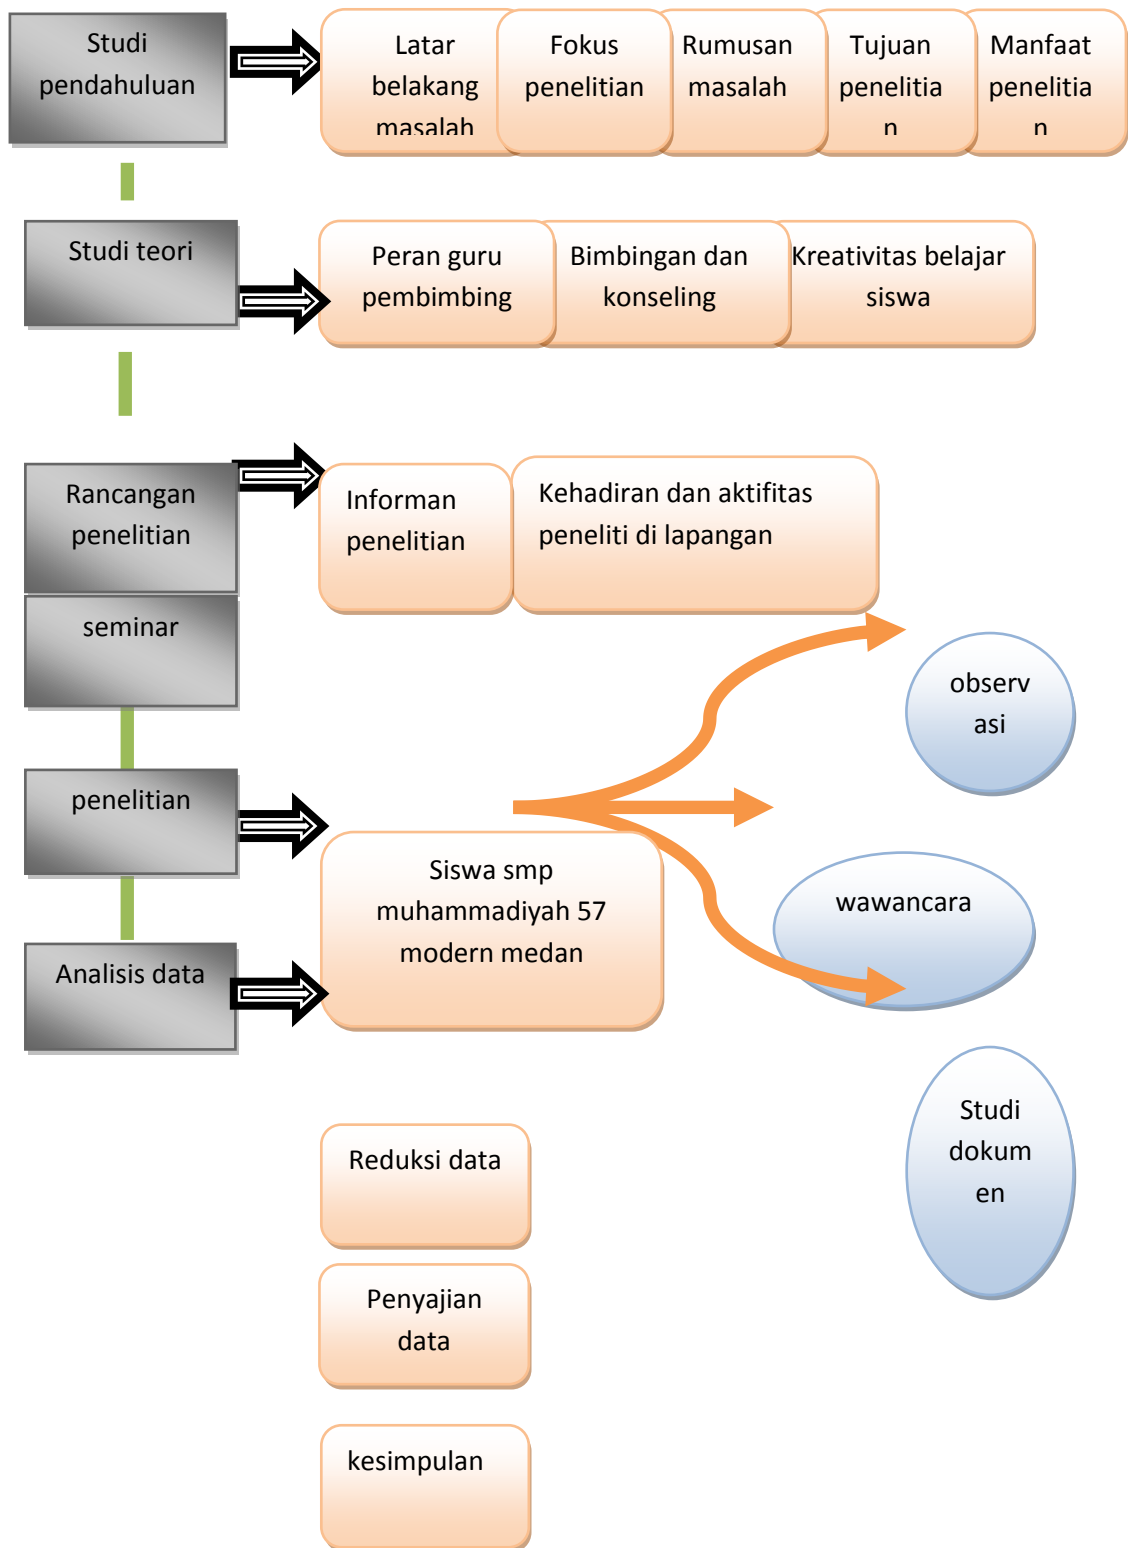 Studi
pendahuluan
Latar
belakang
masalah
Fokus
penelitian
Rumusan
masalah
Tujuan
penelitia
n
Manfaat
penelitia
n
Studi teori
Peran guru
pembimbing
Bimbingan dan
konseling
Kreativitas belajar
siswa
Rancangan
penelitian
Informan
penelitian
Kehadiran dan aktifitas
peneliti di lapangan
seminar
observ
asi
penelitian
Siswa smp
muhammadiyah 57
modern medan
wawancara
Analisis data
Studi
dokum
en
Reduksi data
Penyajian
data
kesimpulan